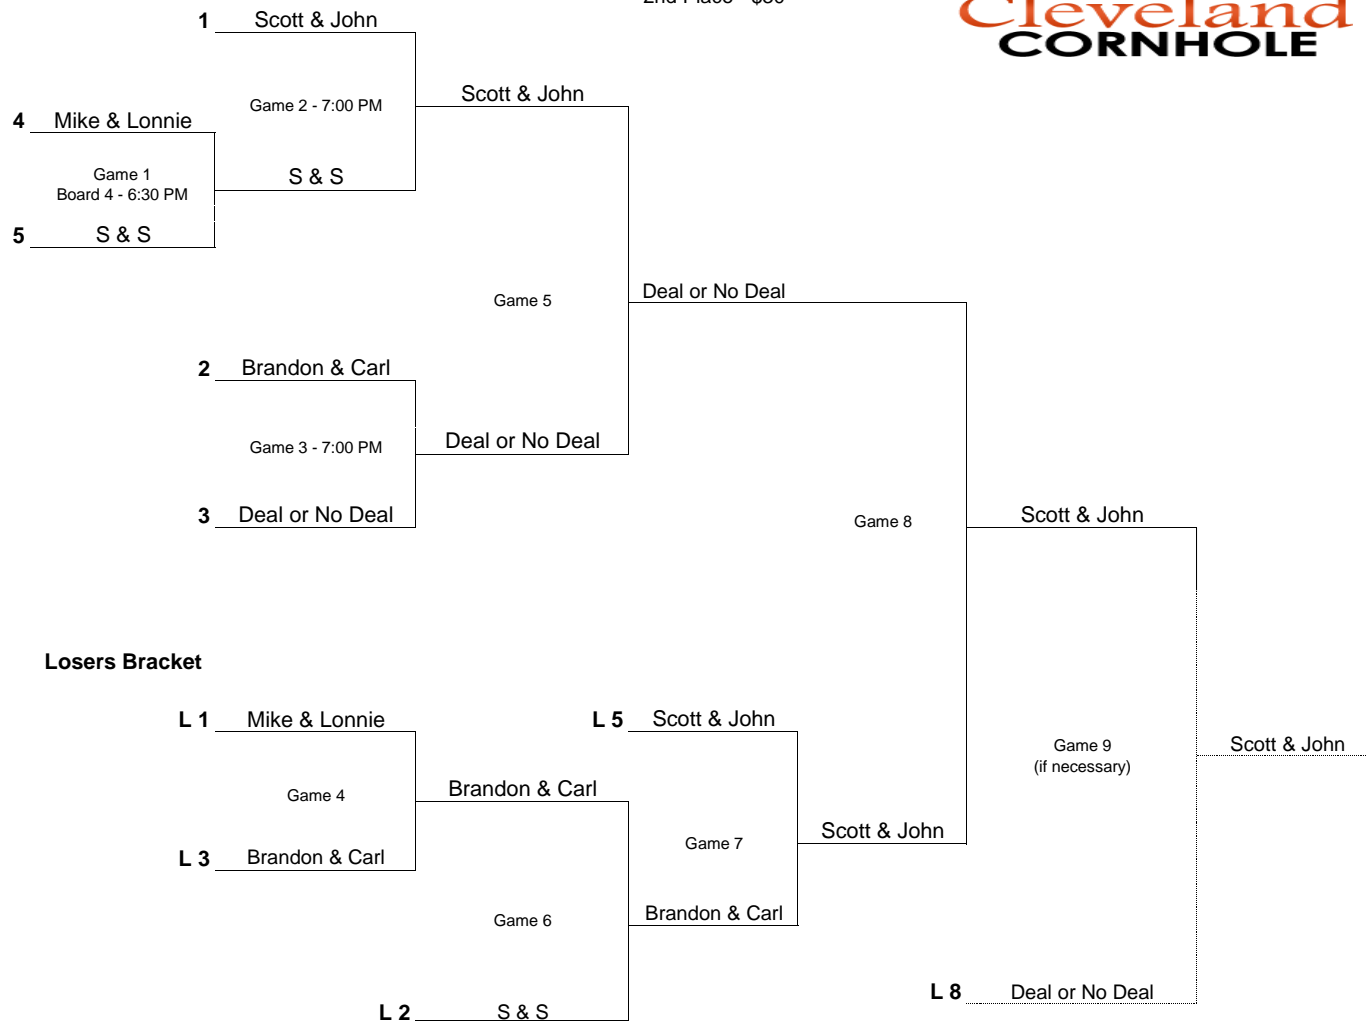 Cleveland
CORNHOLE
1 Scott & John
Game 2 - 7:00 PM
Scott & John
4 Mike & Lonnie
Game 1
Board 4 - 6:30 PM
S & S
5 S & S
Game 5
Deal or No Deal
2 Brandon & Carl
Game 3 - 7:00 PM
Deal or No Deal
3 Deal or No Deal
Game 8
Scott & John
Losers Bracket
L 1 Mike & Lonnie
L 5 Scott & John
Game 9
(if necessary)
Scott & John
Game 4
Brandon & Carl
Game 7
Scott & John
L 3 Brandon & Carl
Game 6
Brandon & Carl
L 8 Deal or No Deal
L 2 S & S